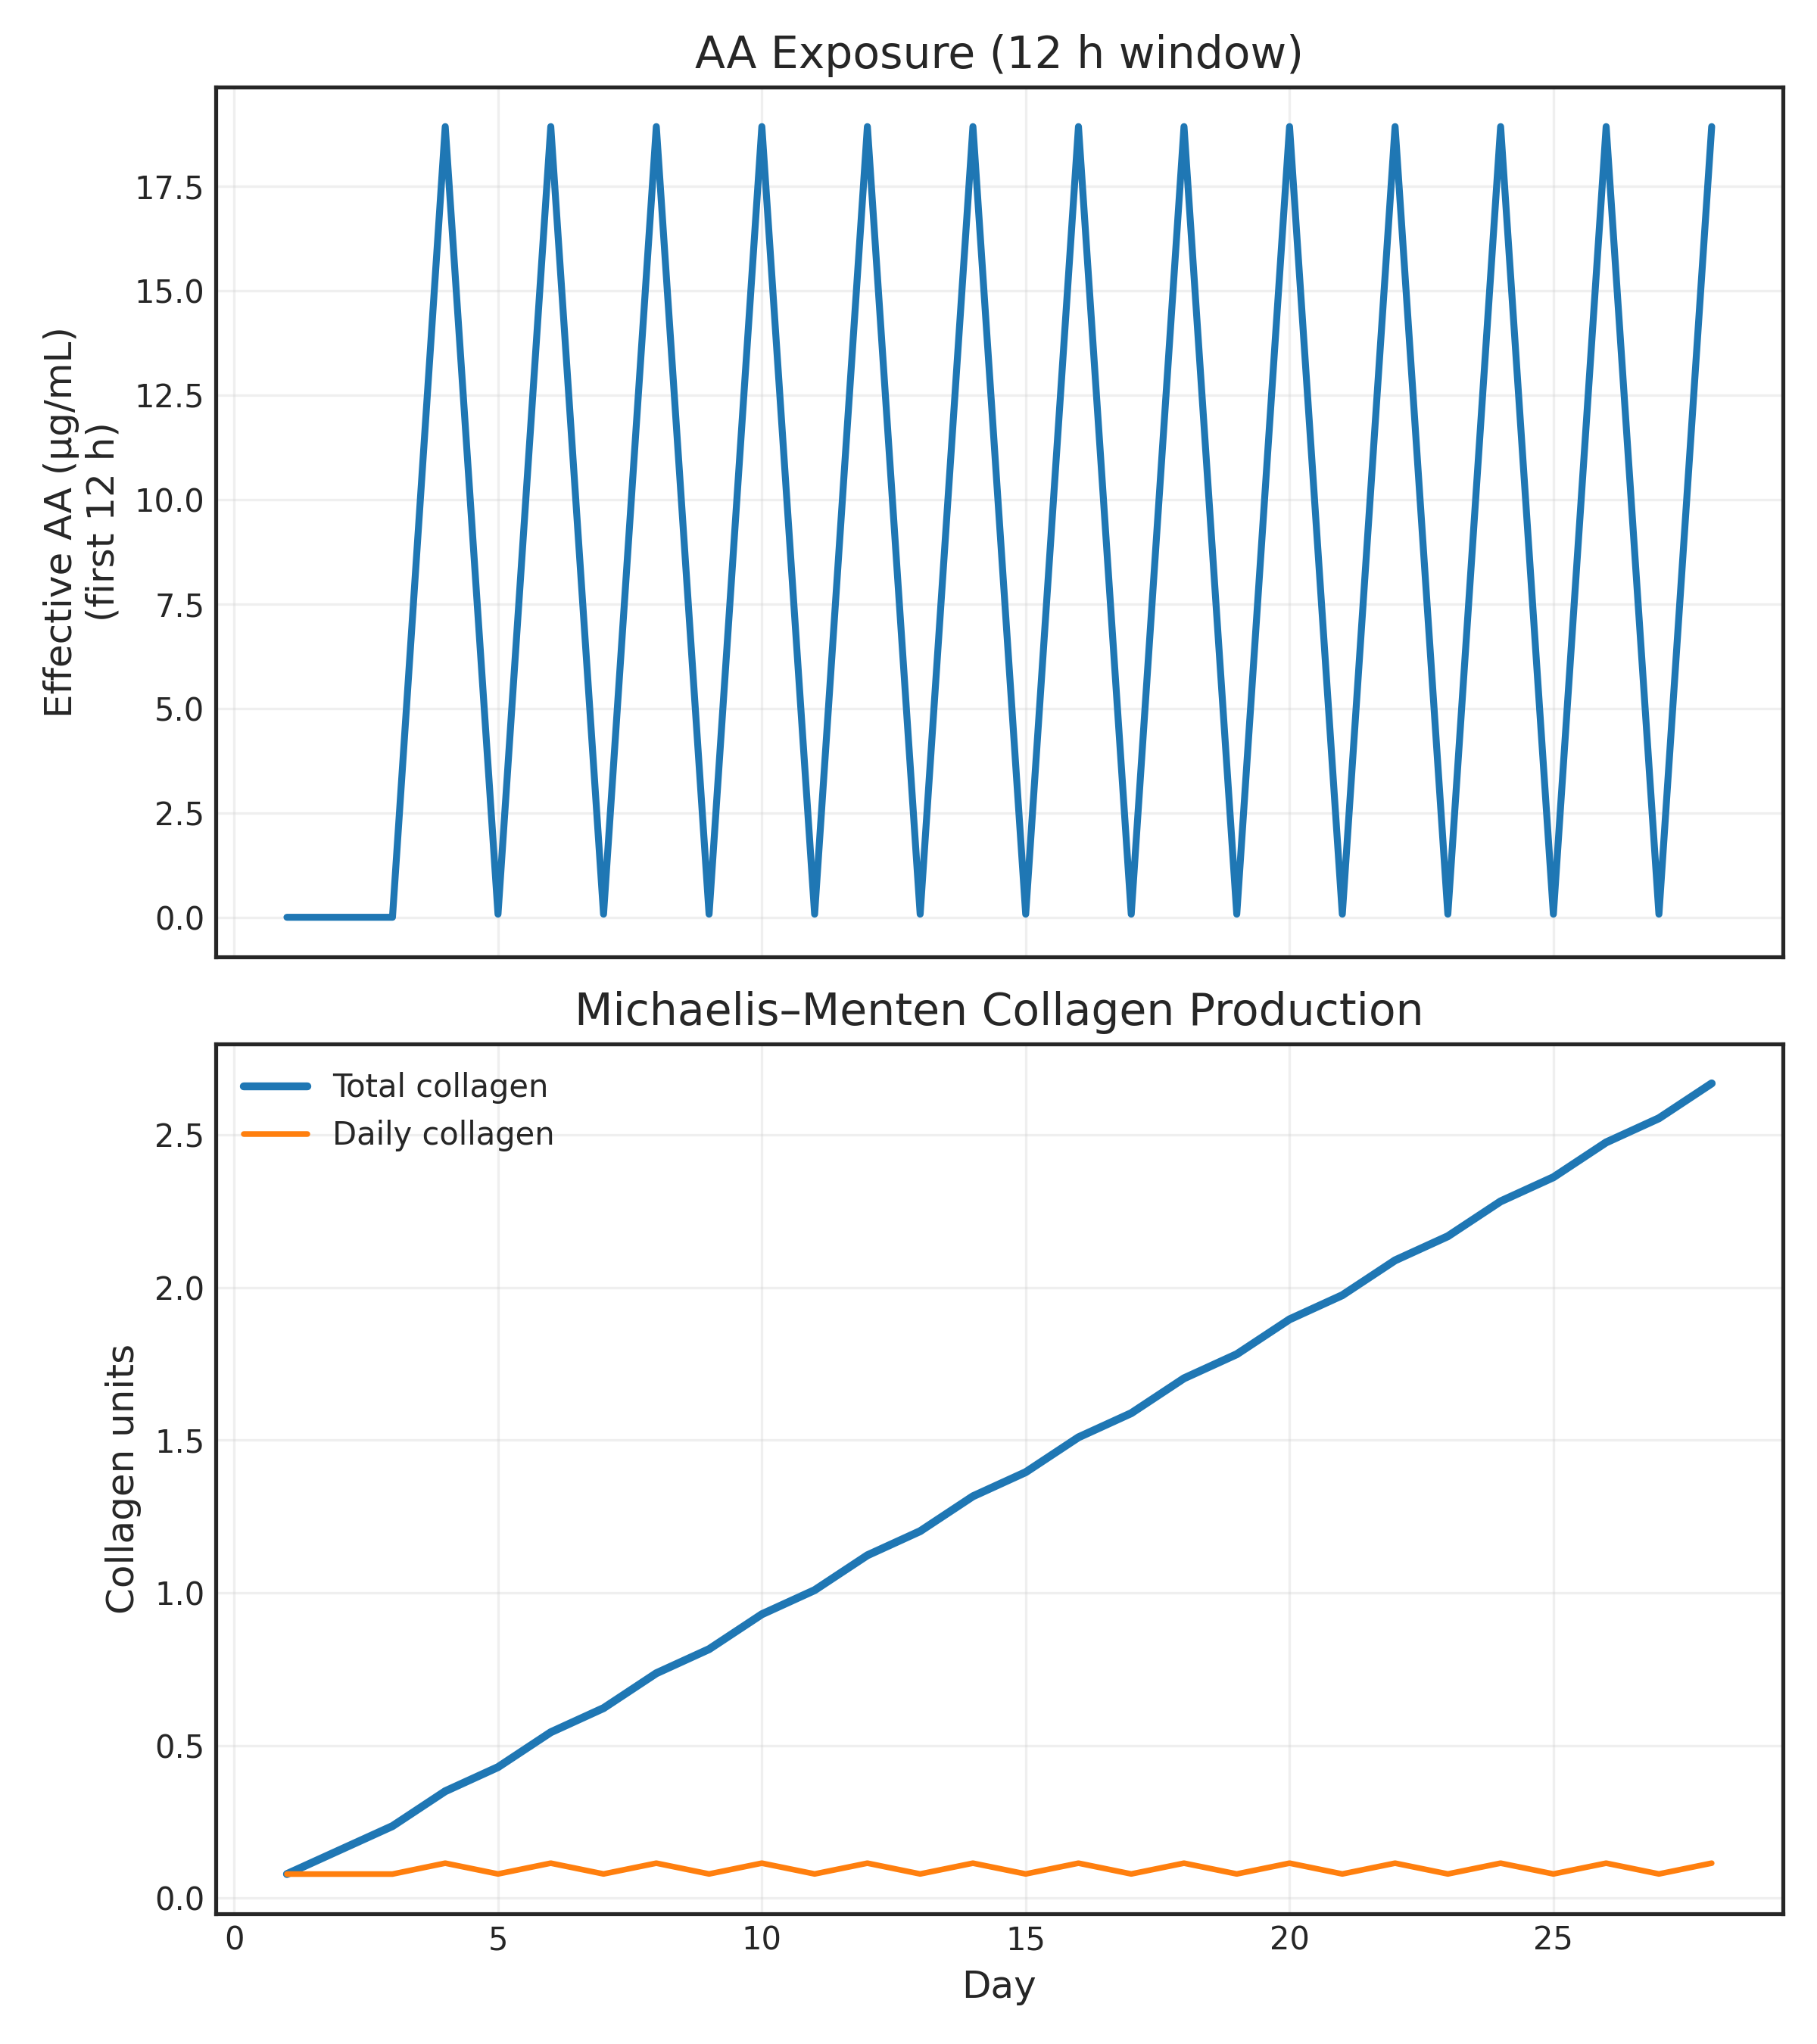 AA Exposure (12 h window)
Effective AA (µg/mL)
(first 12 h)
17.5
15.0
12.5
10.0
7.5
5.0
2.5
0.0
Michaelis–Menten Collagen Production
Total collagen
Daily collagen
Collagen units
2.5
2.0
1.5
1.0
0.5
0.0
0 5 10 15 20 25
Day